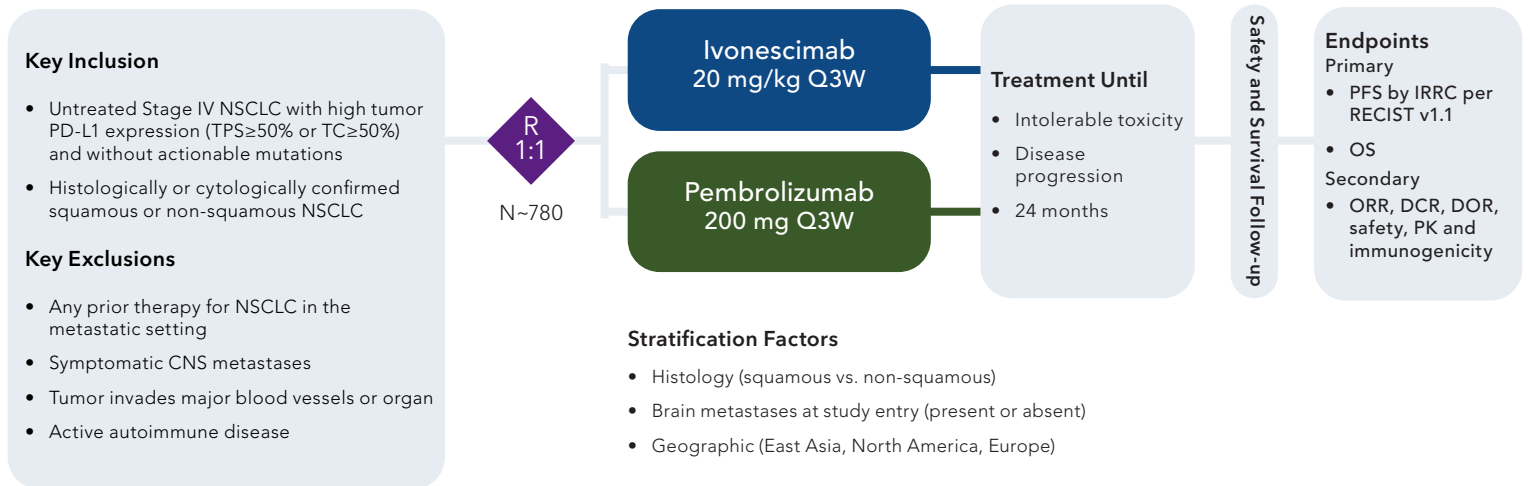 Key Inclusion
• Untreated Stage IV NSCLC with high tumor
PD-L1 expression (TPS≥50% or TC≥50%)
and without actionable mutations
• Histologically or cytologically confirmed
squamous or non-squamous NSCLC
Key Exclusions
• Any prior therapy for NSCLC in the
metastatic setting
• Symptomatic CNS metastases
• Tumor invades major blood vessels or organ
• Active autoimmune disease
R
1:1
N~780
Ivonescimab
20 mg/kg Q3W
Pembrolizumab
200 mg Q3W
Stratification Factors
• Histology (squamous vs. non-squamous)
• Brain metastases at study entry (present or absent)
• Geographic (East Asia, North America, Europe)
Treatment Until
• Intolerable toxicity
• Disease
progression
• 24 months
Safety and Survival Follow-up
Endpoints
Primary
• PFS by IRRC per
RECIST v1.1
• OS
Secondary
• ORR, DCR, DOR,
safety, PK and
immunogenicity